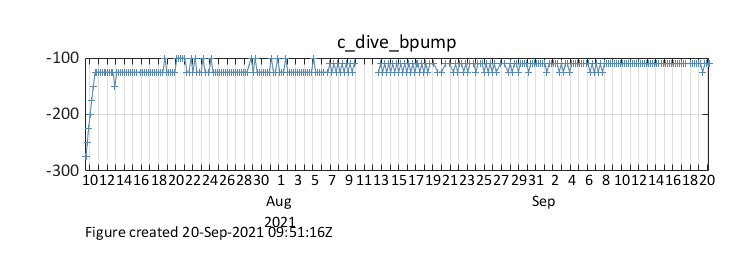 c_dive_bpump
-100
-200
-300
10 12 14 16 18 20 22 24 26 28 30 1 3 5 7 9 11 13 15 17 19 21 23 25 27 29 31 2 4 6 8 10 12 14 16 18 20
Aug Sep
2021
Figure created 20-Sep-2021 09:51:16Z